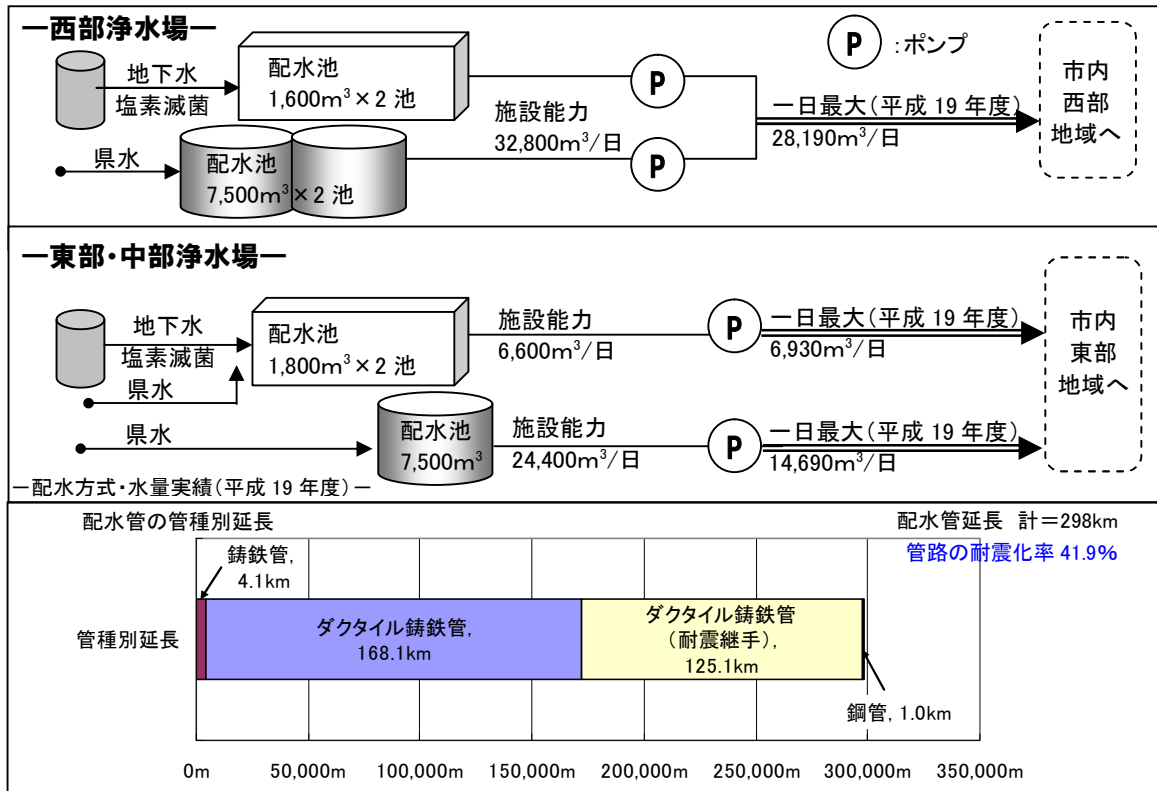 ―西部浄水場―
P :ポンプ
地下水
塩素滅菌
配水池
1,600m³×2 池
県水
配水池
7,500m³×2 池
施設能力
32,800m³/日
P
P
一日最大(平成 19 年度)
28,190m³/日
市内
西部
地域へ
―東部・中部浄水場―
地下水
塩素滅菌
県水
配水池
1,800m³×2 池
施設能力
6,600m³/日
P
一日最大(平成 19 年度)
6,930m³/日
市内
東部
地域へ
県水
配水池
7,500m³
施設能力
24,400m³/日
P
一日最大(平成 19 年度)
14,690m³/日
－配水方式・水量実績(平成 19 年度)－
配水管の管種別延長
配水管延長 計＝298km
管路の耐震化率 41.9%
鋳鉄管,
4.1km
管種別延長
ダクタイル鋳鉄管,
168.1km
ダクタイル鋳鉄管
(耐震継手),
125.1km
鋼管, 1.0km
0m 50,000m 100,000m 150,000m 200,000m 250,000m 300,000m 350,000m